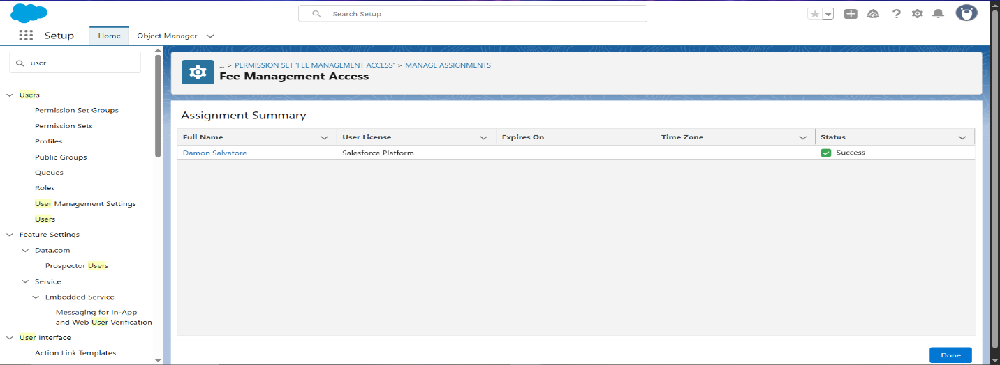 Search Setup
Setup
Home
Object Manager
user
Users
Permission Set Groups
Permission Sets
Profiles
Public Groups
Queues
Roles
User Management Settings
Users
Feature Settings
Data.com
Prospector Users
Service
Embedded Service
Messaging for In-App
and Web User Verification
User Interface
Action Link Templates
... > PERMISSION SET 'FEE MANAGEMENT ACCESS' > MANAGE ASSIGNMENTS
Fee Management Access
Assignment Summary
Full Name User License Expires On Time Zone Status
Damon Salvatore Salesforce Platform Success
Done